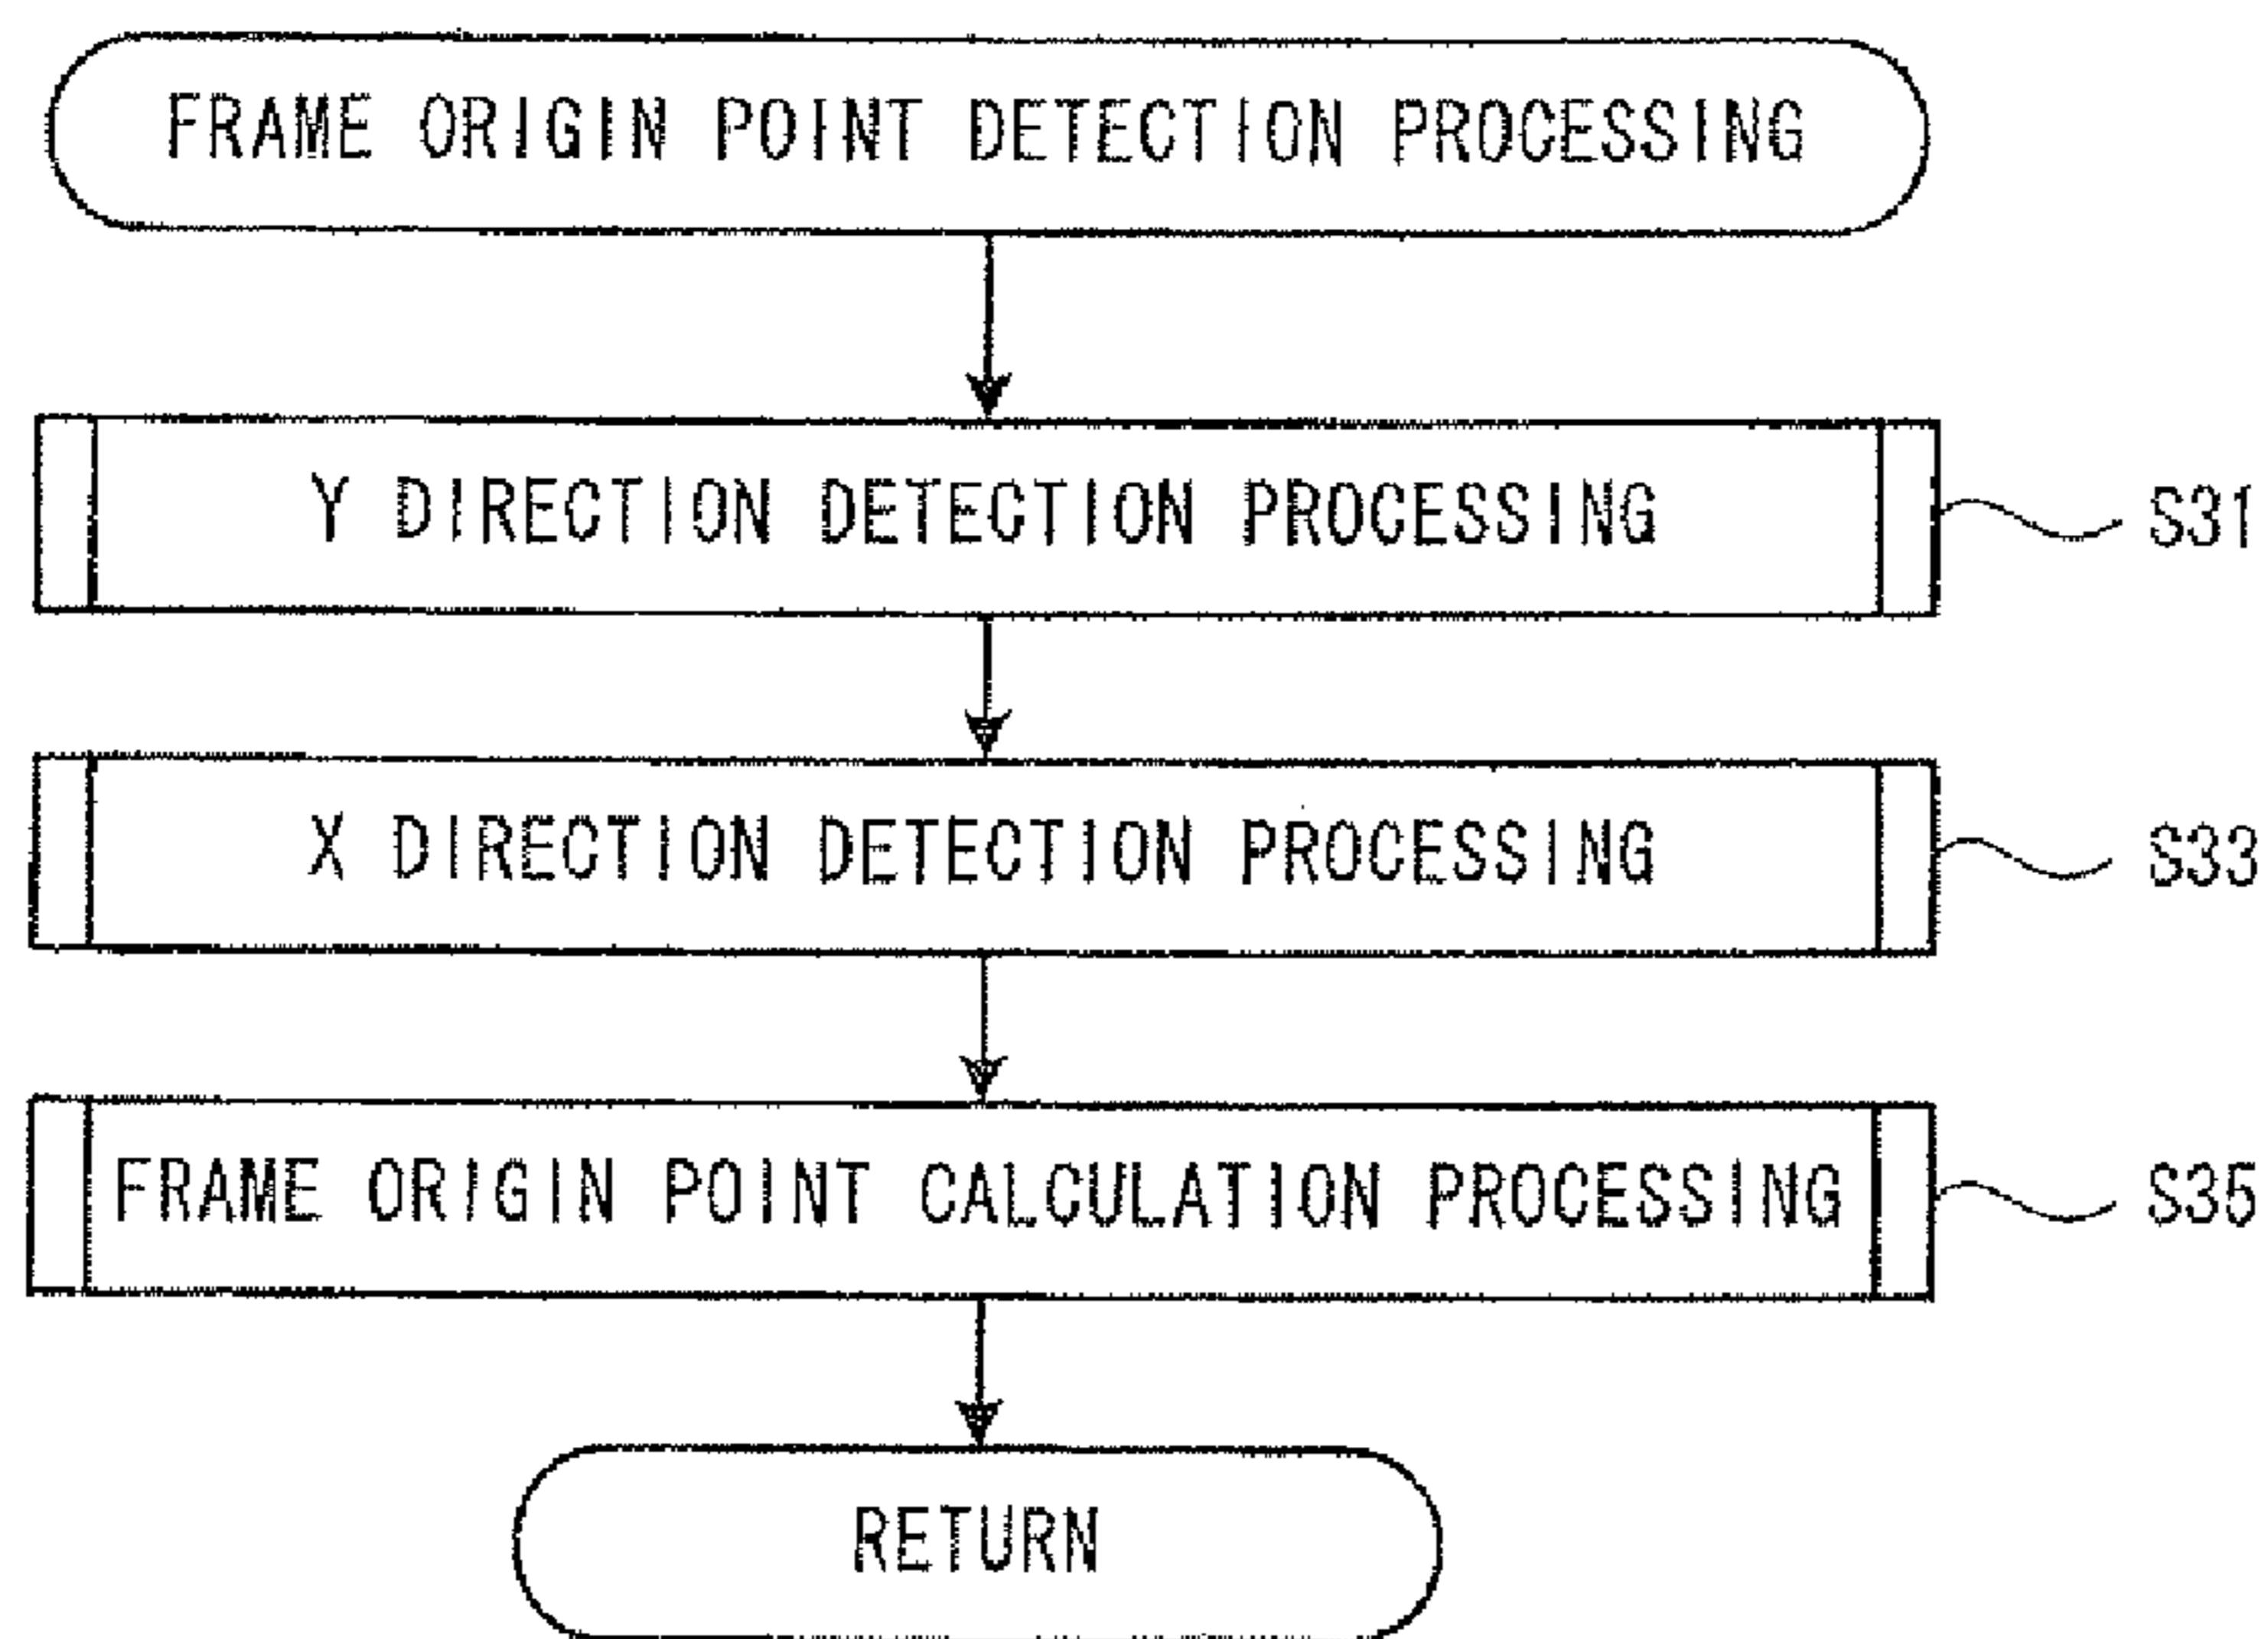 FRAME ORIGIN POINT DETECTION PROCESSING
Y DIRECTION DETECTION PROCESSING
S31
X DIRECTION DETECTION PROCESSING
S33
FRAME ORIGIN POINT CALCULATION PROCESSING
S35
RETURN